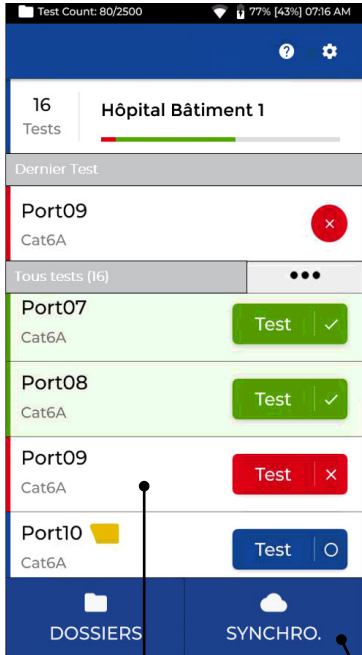 Test Count: 80/2500 77% [43%] 07:16 AM
16
Tests
Hôpital Bâtiment 1
Dernier Test
Port09
Cat6A
Tous tests (16)
Port07
Cat6A
Test
Port08
Cat6A
Test
Port09
Cat6A
Test
Port10
Cat6A
Test
DOSSIERS
SYNCHRO.